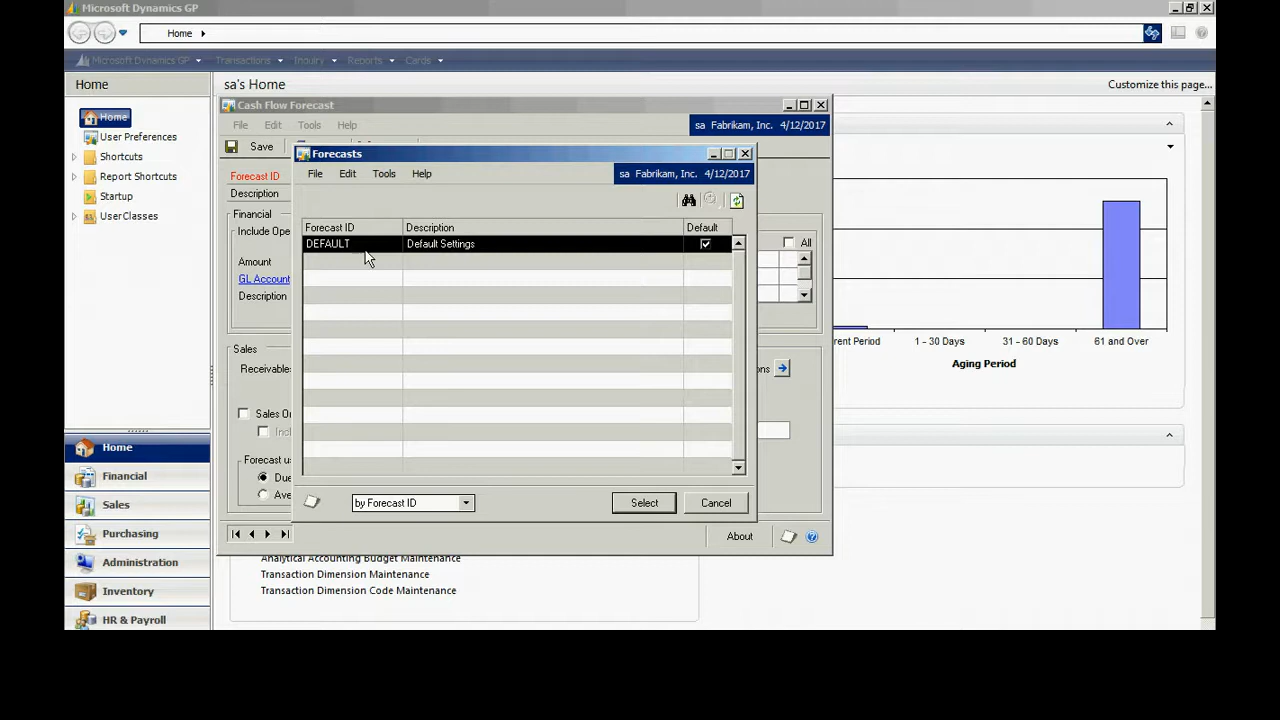 Microsoft Dynamics GP
Home
Microsoft Dynamics GP Transactions Inquiry Reports Cards
Home
sa's Home
Customize this page...
Home
User Preferences
Shortcuts
Report Shortcuts
Startup
UserClasses
Cash Flow Forecast
File Edit Tools Help
sa Fabrikam, Inc. 4/12/2017
Save
Forecast ID
Description
Financial
Include Ope
Amount
GL Account
Description
All
Sales
Receivables
ons
Sales Or
Incl
Forecast u
Due
Ave
About
Forecasts
File Edit Tools Help
sa Fabrikam, Inc. 4/12/2017
Forecast ID Description Default
DEFAULT Default Settings
by Forecast ID
Select Cancel
rent Period 1 - 30 Days 31 - 60 Days 61 and Over
Aging Period
Analytical Accounting Budget Maintenance
Transaction Dimension Maintenance
Transaction Dimension Code Maintenance
Home
Financial
Sales
Purchasing
Administration
Inventory
HR & Payroll